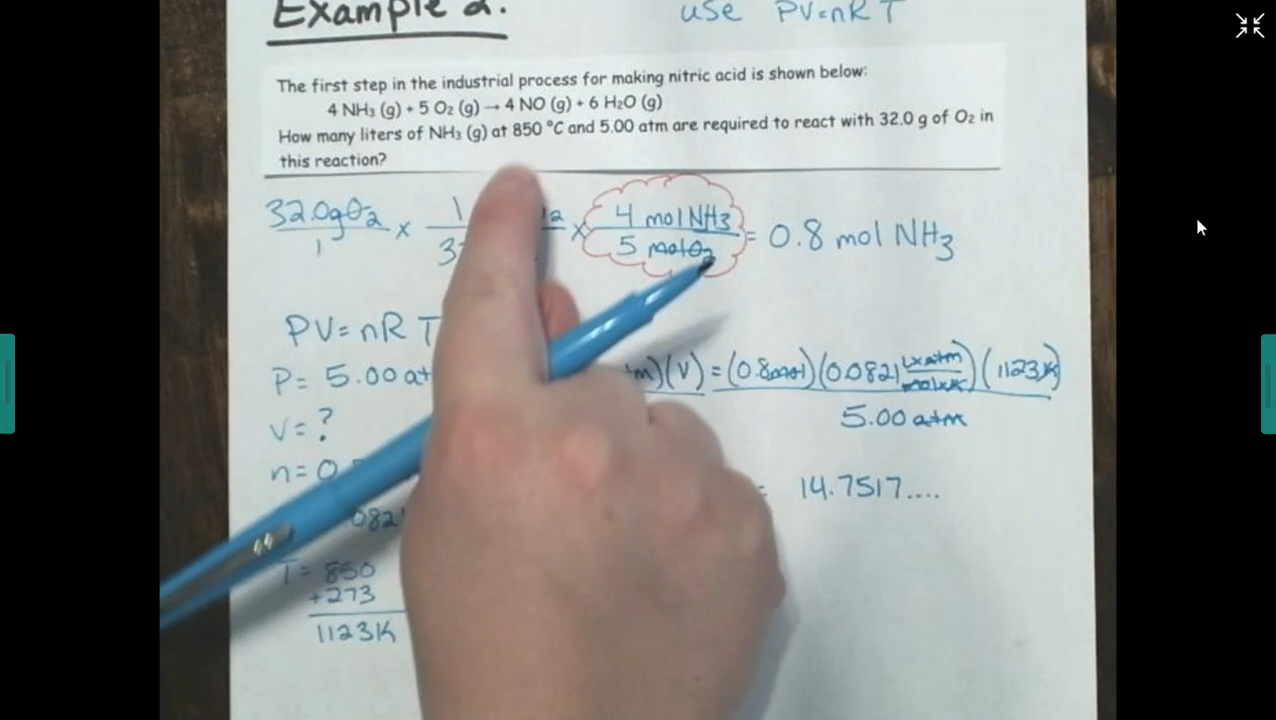 Example 2.
use PV=nRT
The first step in the industrial process for making nitric acid is shown below:
4 NH₃ (g) + 5 O₂ (g) → 4 NO (g) + 6 H₂O (g)
How many liters of NH₃ (g) at 850 °C and 5.00 atm are required to react with 32.0 g of O₂ in
this reaction?
32.0g O₂ × 1 × 4 mol NH₃ = 0.8 mol NH₃
1 5 mol O₂
PV = nRT
P = 5.00 (V) = (0.8 mol)(0.0821 L×atm)(1123K)
mol×K
V = ? 5.00 atm
n = 0
= 14.7517....
T = 850
+273
1123K